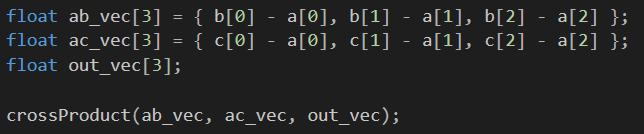 float ab_vec[3] = { b[0] - a[0], b[1] - a[1], b[2] - a[2] };
float ac_vec[3] = { c[0] - a[0], c[1] - a[1], c[2] - a[2] };
float out_vec[3];
crossProduct(ab_vec, ac_vec, out_vec);